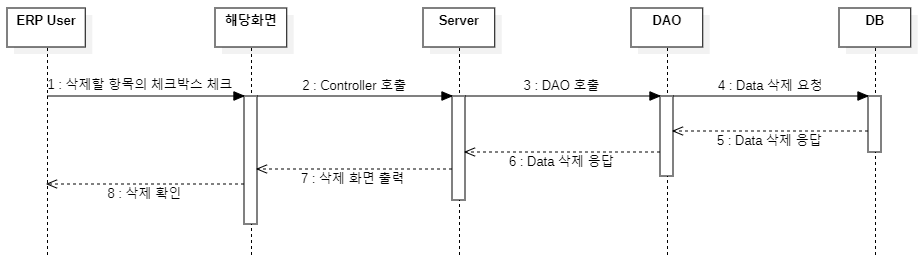 ERP User
해당화면
Server
DAO
DB
1 : 삭제할 항목의 체크박스 체크
2 : Controller 호출
3 : DAO 호출
4 : Data 삭제 요청
5 : Data 삭제 응답
6 : Data 삭제 응답
7 : 삭제 화면 출력
8 : 삭제 확인